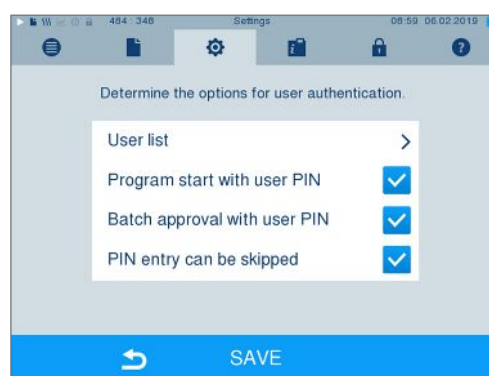 484 : 348 Settings 08:59 06.02.2019
Determine the options for user authentication.
User list
Program start with user PIN
Batch approval with user PIN
PIN entry can be skipped
SAVE